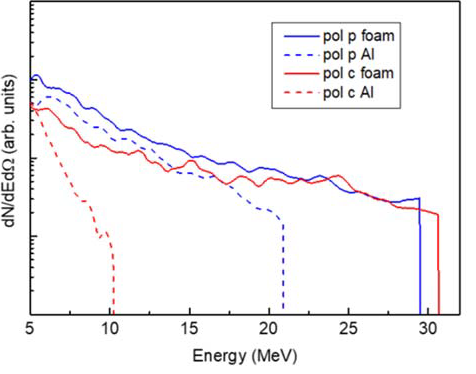 pol p foam
pol p Al
pol c foam
pol c Al
dN/dEdΩ (arb. units)
5 10 15 20 25 30
Energy (MeV)